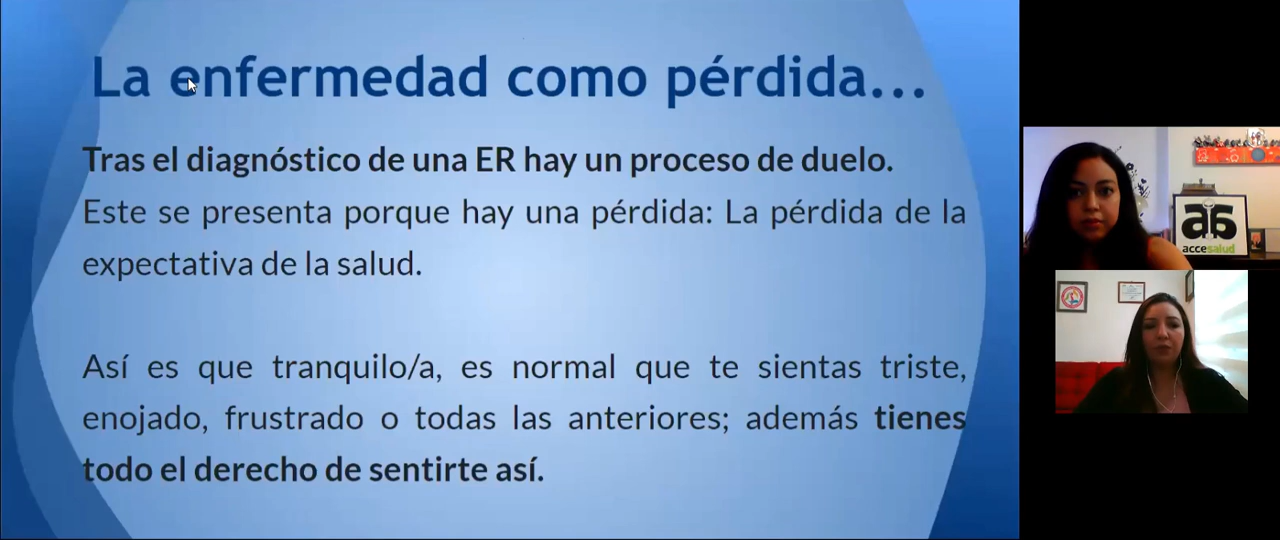 La enfermedad como pérdida...
Tras el diagnóstico de una ER hay un proceso de duelo.
Este se presenta porque hay una pérdida: La pérdida de la
expectativa de la salud.
Así es que tranquilo/a, es normal que te sientas triste,
enojado, frustrado o todas las anteriores; además tienes
todo el derecho de sentirte así.
accesalud